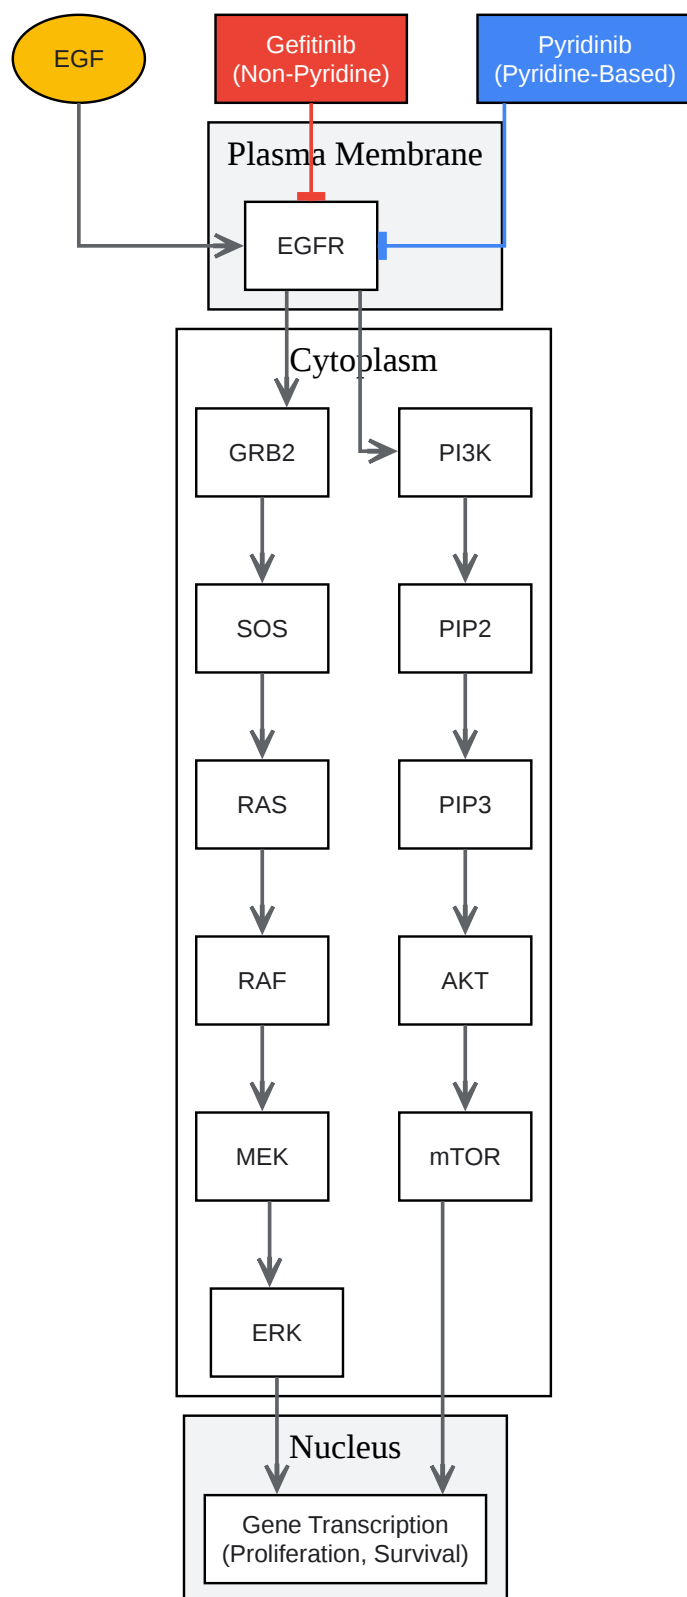 EGF
Gefitinib
(Non-Pyridine)
Pyridinib
(Pyridine-Based)
Plasma Membrane
EGFR
Cytoplasm
GRB2
PI3K
SOS
PIP2
RAS
PIP3
RAF
AKT
MEK
mTOR
ERK
Nucleus
Gene Transcription
(Proliferation, Survival)